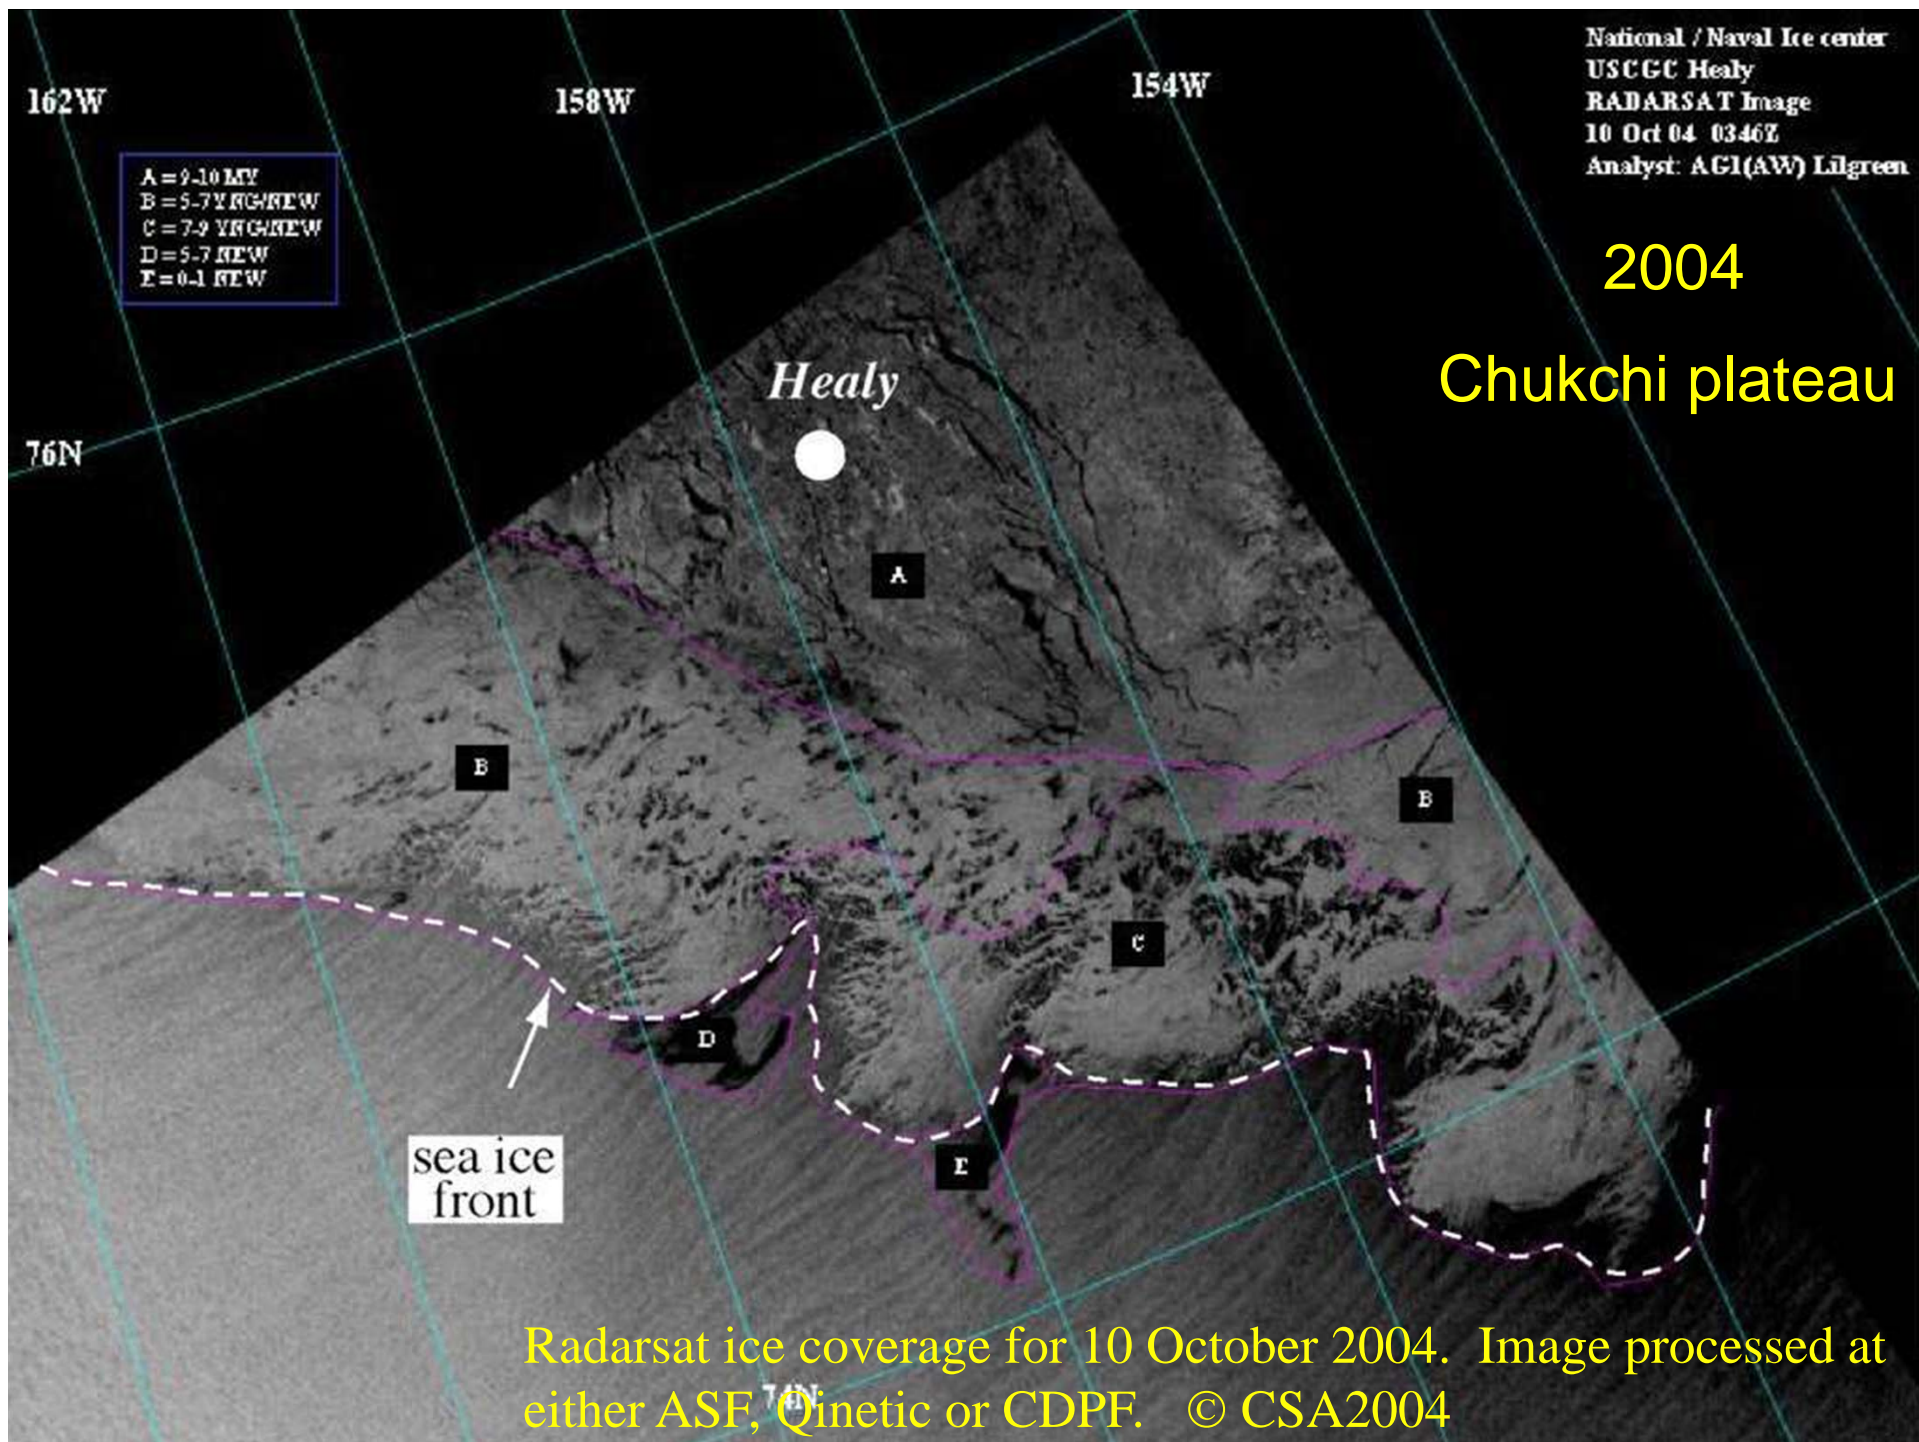 162W
158W
154W
National / Naval Ice center
USCGC Healy
RADARSAT Image
10 Oct 04 0346Z
Analyst: AG1(AW) Lilgreen
A = 9-10 MY
B = 5-7 YNG/NEW
C = 7-9 YNG/NEW
D = 5-7 NEW
E = 0-1 NEW
2004
Chukchi plateau
Healy
76N
A
B
B
C
D
E
sea ice
front
Radarsat ice coverage for 10 October 2004. Image processed at
74N
either ASF, Qinetic or CDPF. © CSA2004